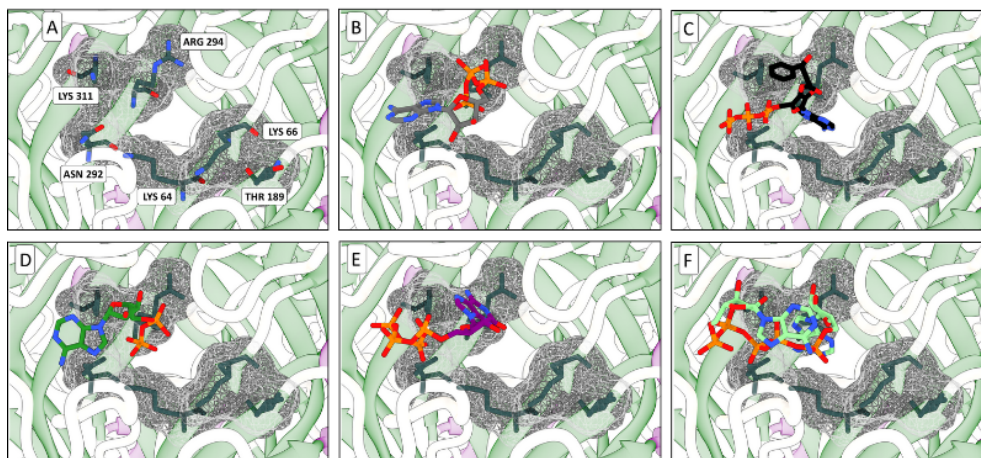 A
ARG 294
LYS 311
LYS 66
ASN 292
LYS 64
THR 189
B
C
D
E
F